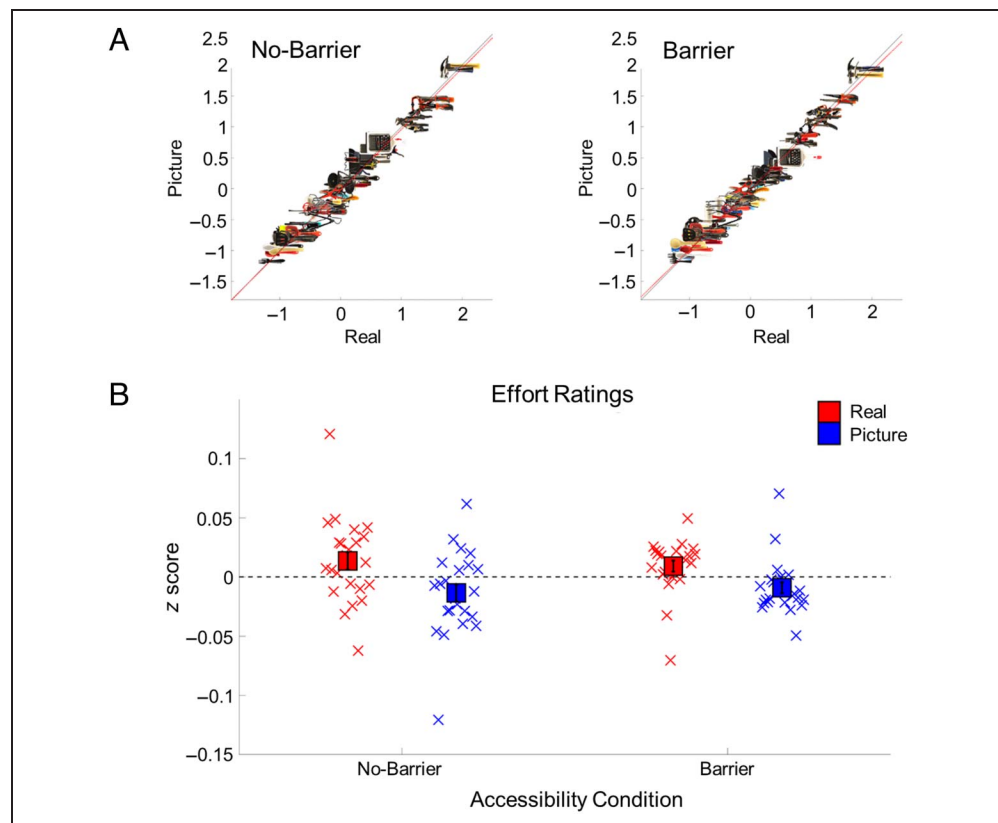 A
No-Barrier
2.5
2
1.5
1
0.5
0
−0.5
−1
−1.5
Picture
−1 0 1 2
Real
Barrier
2.5
2
1.5
1
0.5
0
−0.5
−1
−1.5
Picture
−1 0 1 2
Real
B
Effort Ratings
Real
Picture
0.1
0.05
0
−0.05
−0.1
−0.15
z score
No-Barrier Barrier
Accessibility Condition